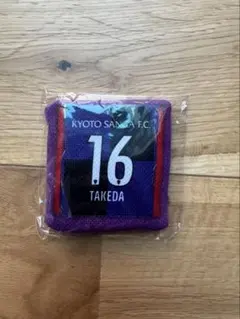 KYOTO SANGA F.C.
16
TAKEDA